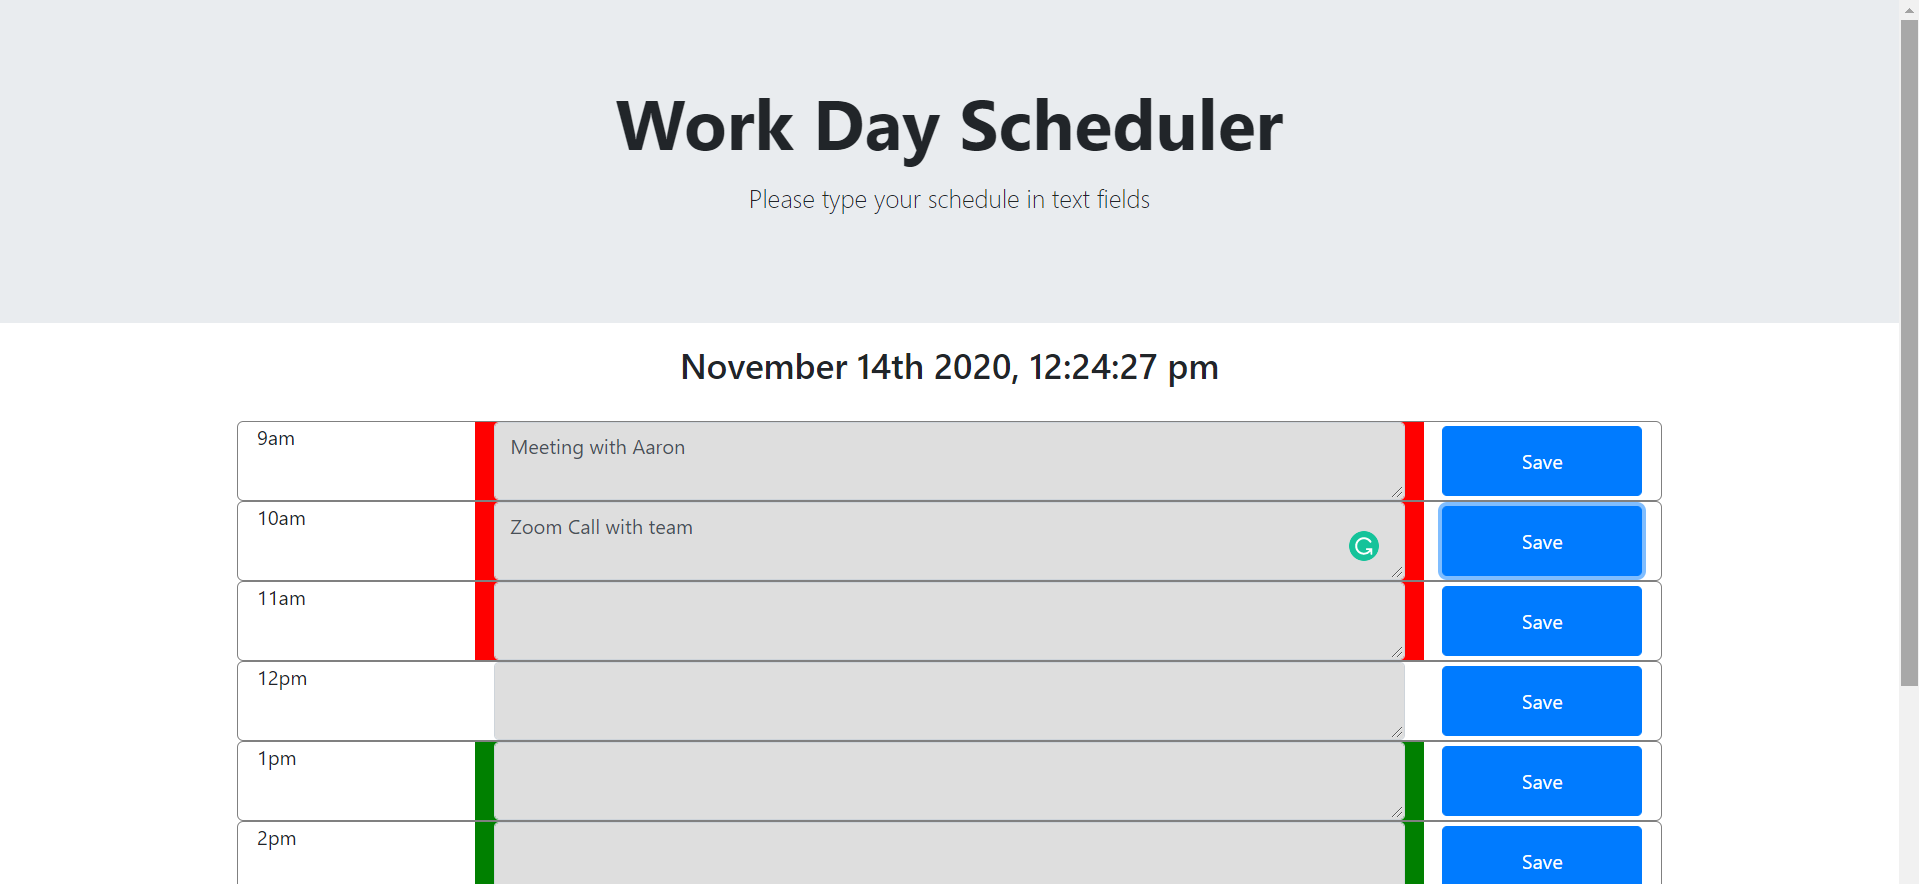 Work Day Scheduler
Please type your schedule in text fields
November 14th 2020, 12:24:27 pm
9am Meeting with Aaron Save
10am Zoom Call with team Save
11am Save
12pm Save
1pm Save
2pm Save